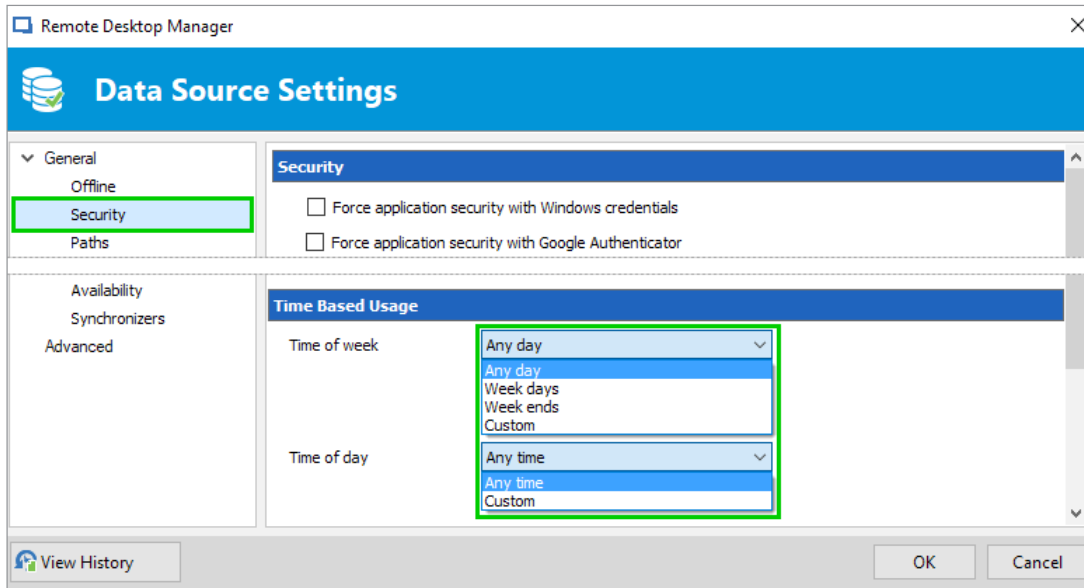 Remote Desktop Manager
Data Source Settings
General
Offline
Security
Paths
Availability
Synchronizers
Advanced
Security
Force application security with Windows credentials
Force application security with Google Authenticator
Time Based Usage
Time of week
Any day
Any day
Week days
Week ends
Custom
Time of day
Any time
Any time
Custom
View History
OK
Cancel